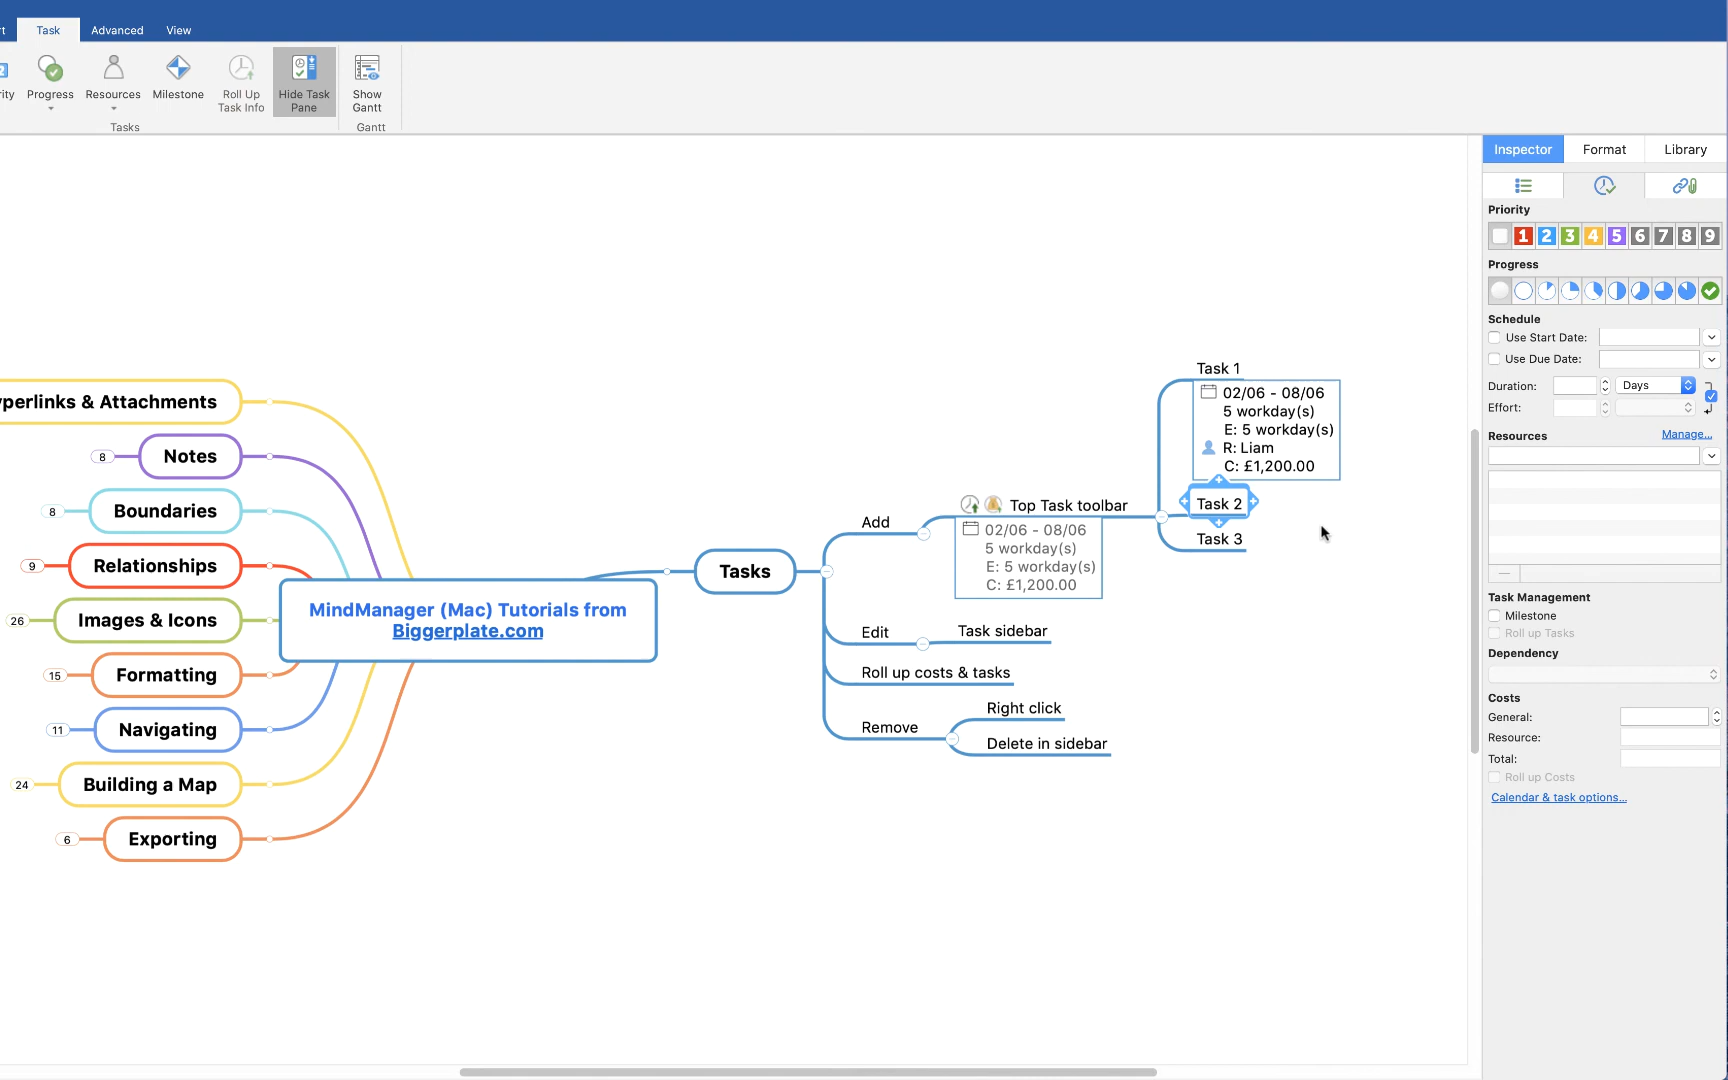 rt
Task
Advanced
View
2
rity
Progress
Resources
Milestone
Roll Up
Task Info
Hide Task
Pane
Show
Gantt
Tasks
Gantt
Inspector
Format
Library
Priority
1 2 3 4 5 6 7 8 9
Progress
Schedule
Use Start Date:
Use Due Date:
Duration:
Days
Effort:
Resources
Manage...
Task Management
Milestone
Roll up Tasks
Dependency
Costs
General:
Resource:
Total:
Roll up Costs
Calendar & task options...
yperlinks & Attachments
8
Notes
8
Boundaries
9
Relationships
26
Images & Icons
15
Formatting
11
Navigating
24
Building a Map
6
Exporting
MindManager (Mac) Tutorials from
Biggerplate.com
Tasks
Add
Top Task toolbar
02/06 - 08/06
5 workday(s)
E: 5 workday(s)
C: £1,200.00
Task 1
02/06 - 08/06
5 workday(s)
E: 5 workday(s)
R: Liam
C: £1,200.00
Task 2
Task 3
Edit
Task sidebar
Roll up costs & tasks
Remove
Right click
Delete in sidebar